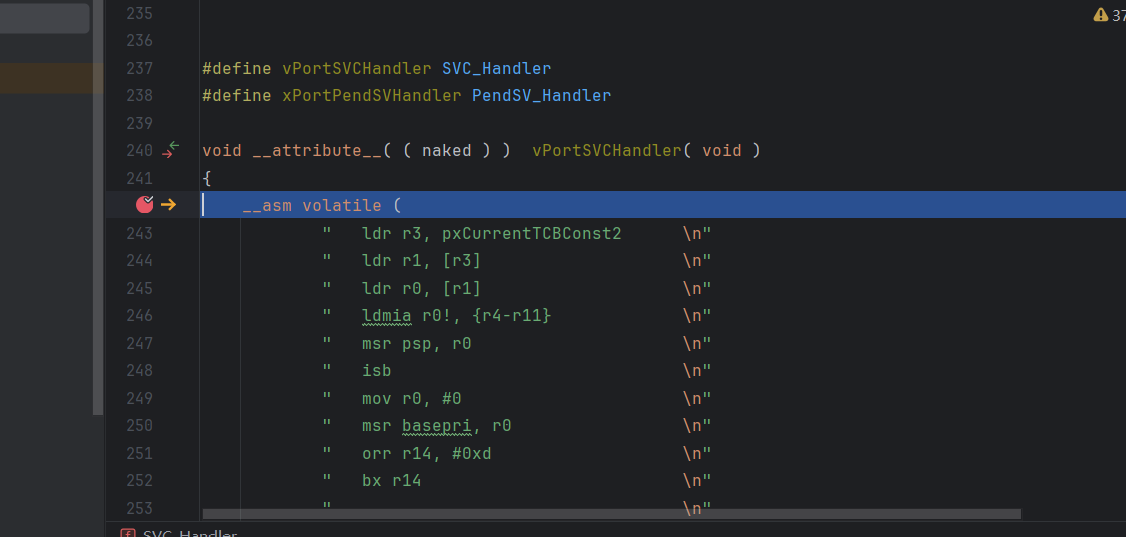 235
37
236
237 #define vPortSVCHandler SVC_Handler
238 #define xPortPendSVHandler PendSV_Handler
239
240 void __attribute__( ( naked ) )  vPortSVCHandler( void )
241 {
    __asm volatile (
243             "   ldr r3, pxCurrentTCBConst2      \n"
244             "   ldr r1, [r3]                    \n"
245             "   ldr r0, [r1]                    \n"
246             "   ldmia r0!, {r4-r11}             \n"
247             "   msr psp, r0                     \n"
248             "   isb                             \n"
249             "   mov r0, #0                      \n"
250             "   msr basepri, r0                 \n"
251             "   orr r14, #0xd                   \n"
252             "   bx r14                          \n"
253             "                                   \n"
f SVC_Handler